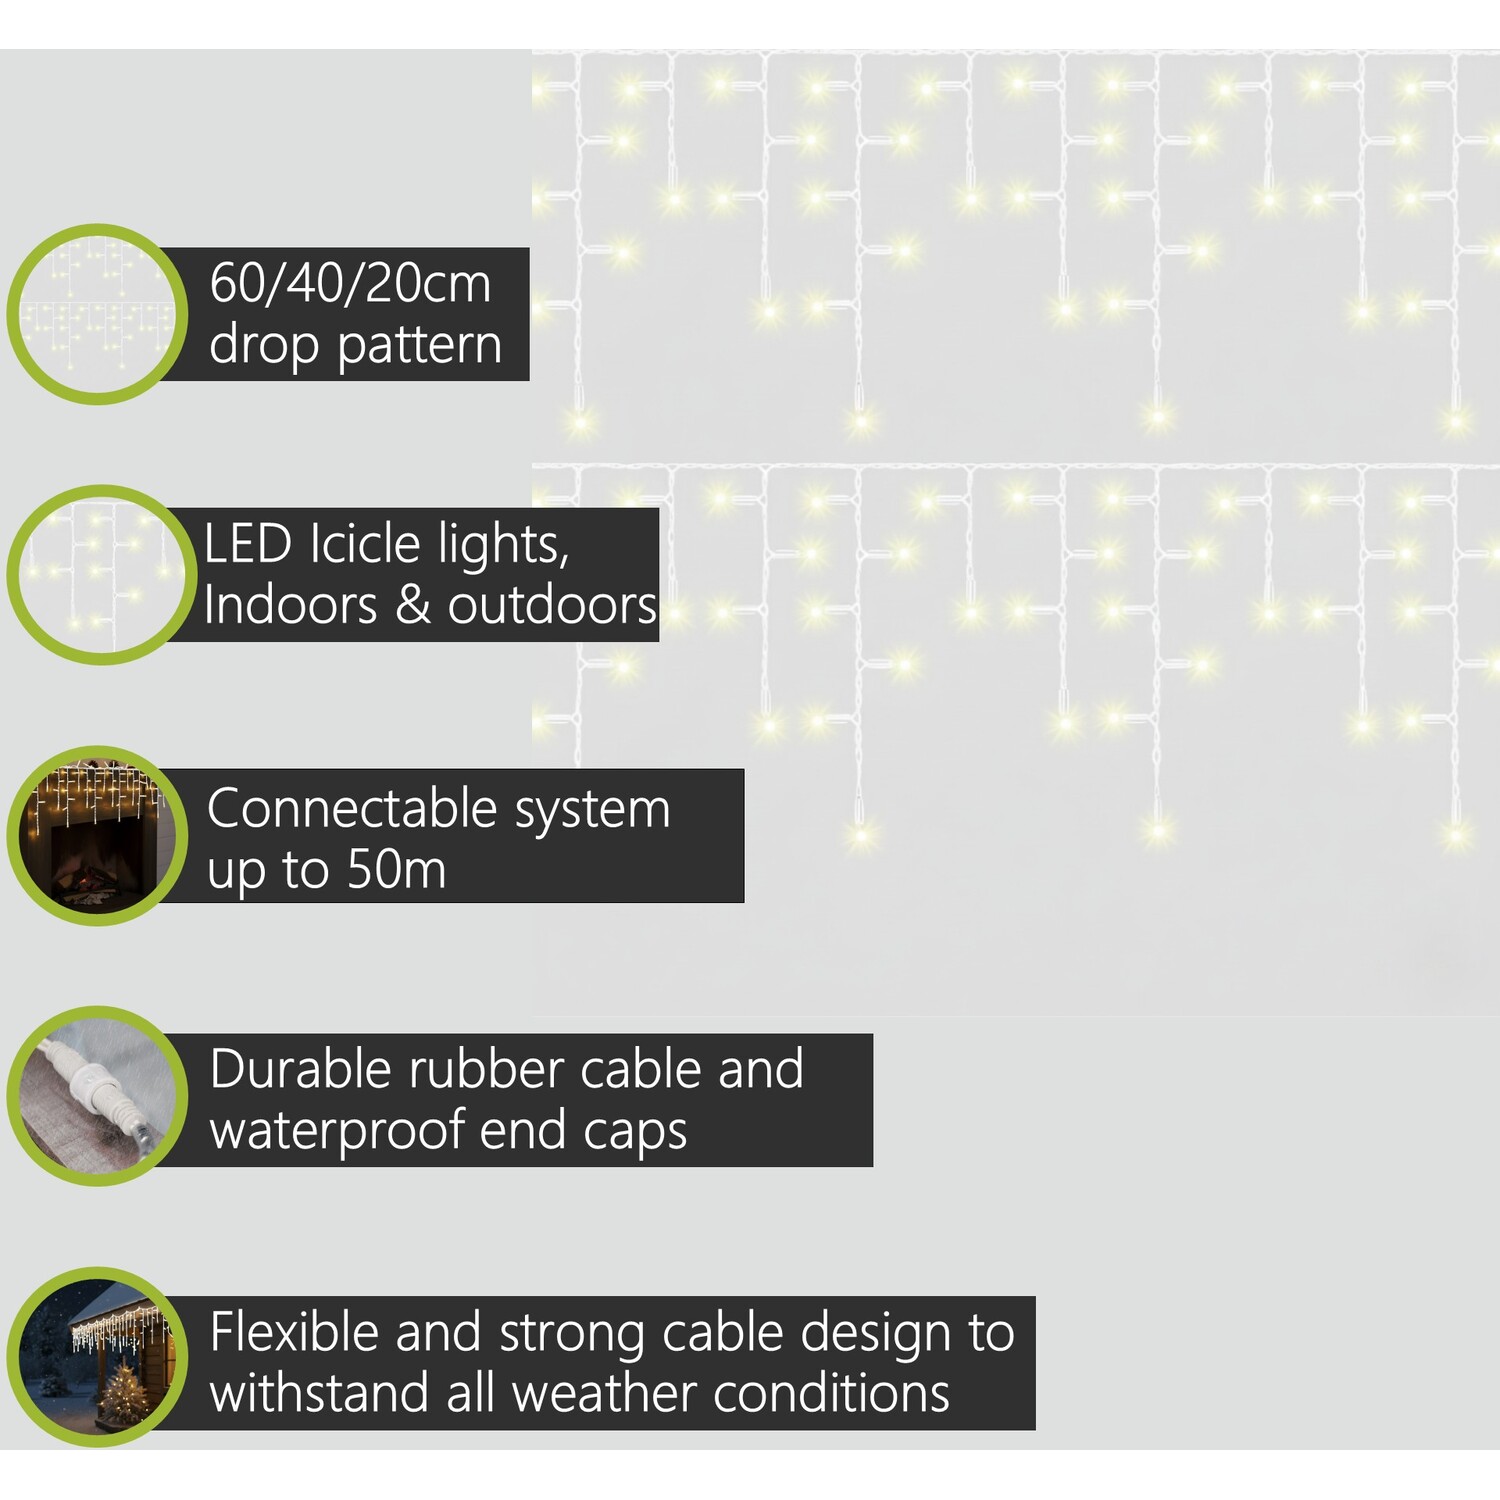 60/40/20cm
drop pattern
LED Icicle lights,
Indoors & outdoors
Connectable system
up to 50m
Durable rubber cable and
waterproof end caps
Flexible and strong cable design to
withstand all weather conditions